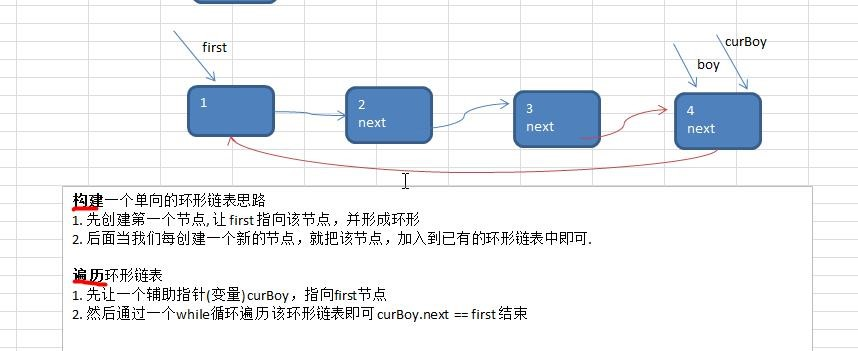 first
curBoy
boy
1
2
next
3
next
4
next
构建一个单向的环形链表思路
1. 先创建第一个节点, 让 first 指向该节点，并形成环形
2. 后面当我们每创建一个新的节点，就把该节点，加入到已有的环形链表中即可.
遍历环形链表
1. 先让一个辅助指针(变量) curBoy，指向first节点
2. 然后通过一个while循环遍历该环形链表即可 curBoy.next == first 结束